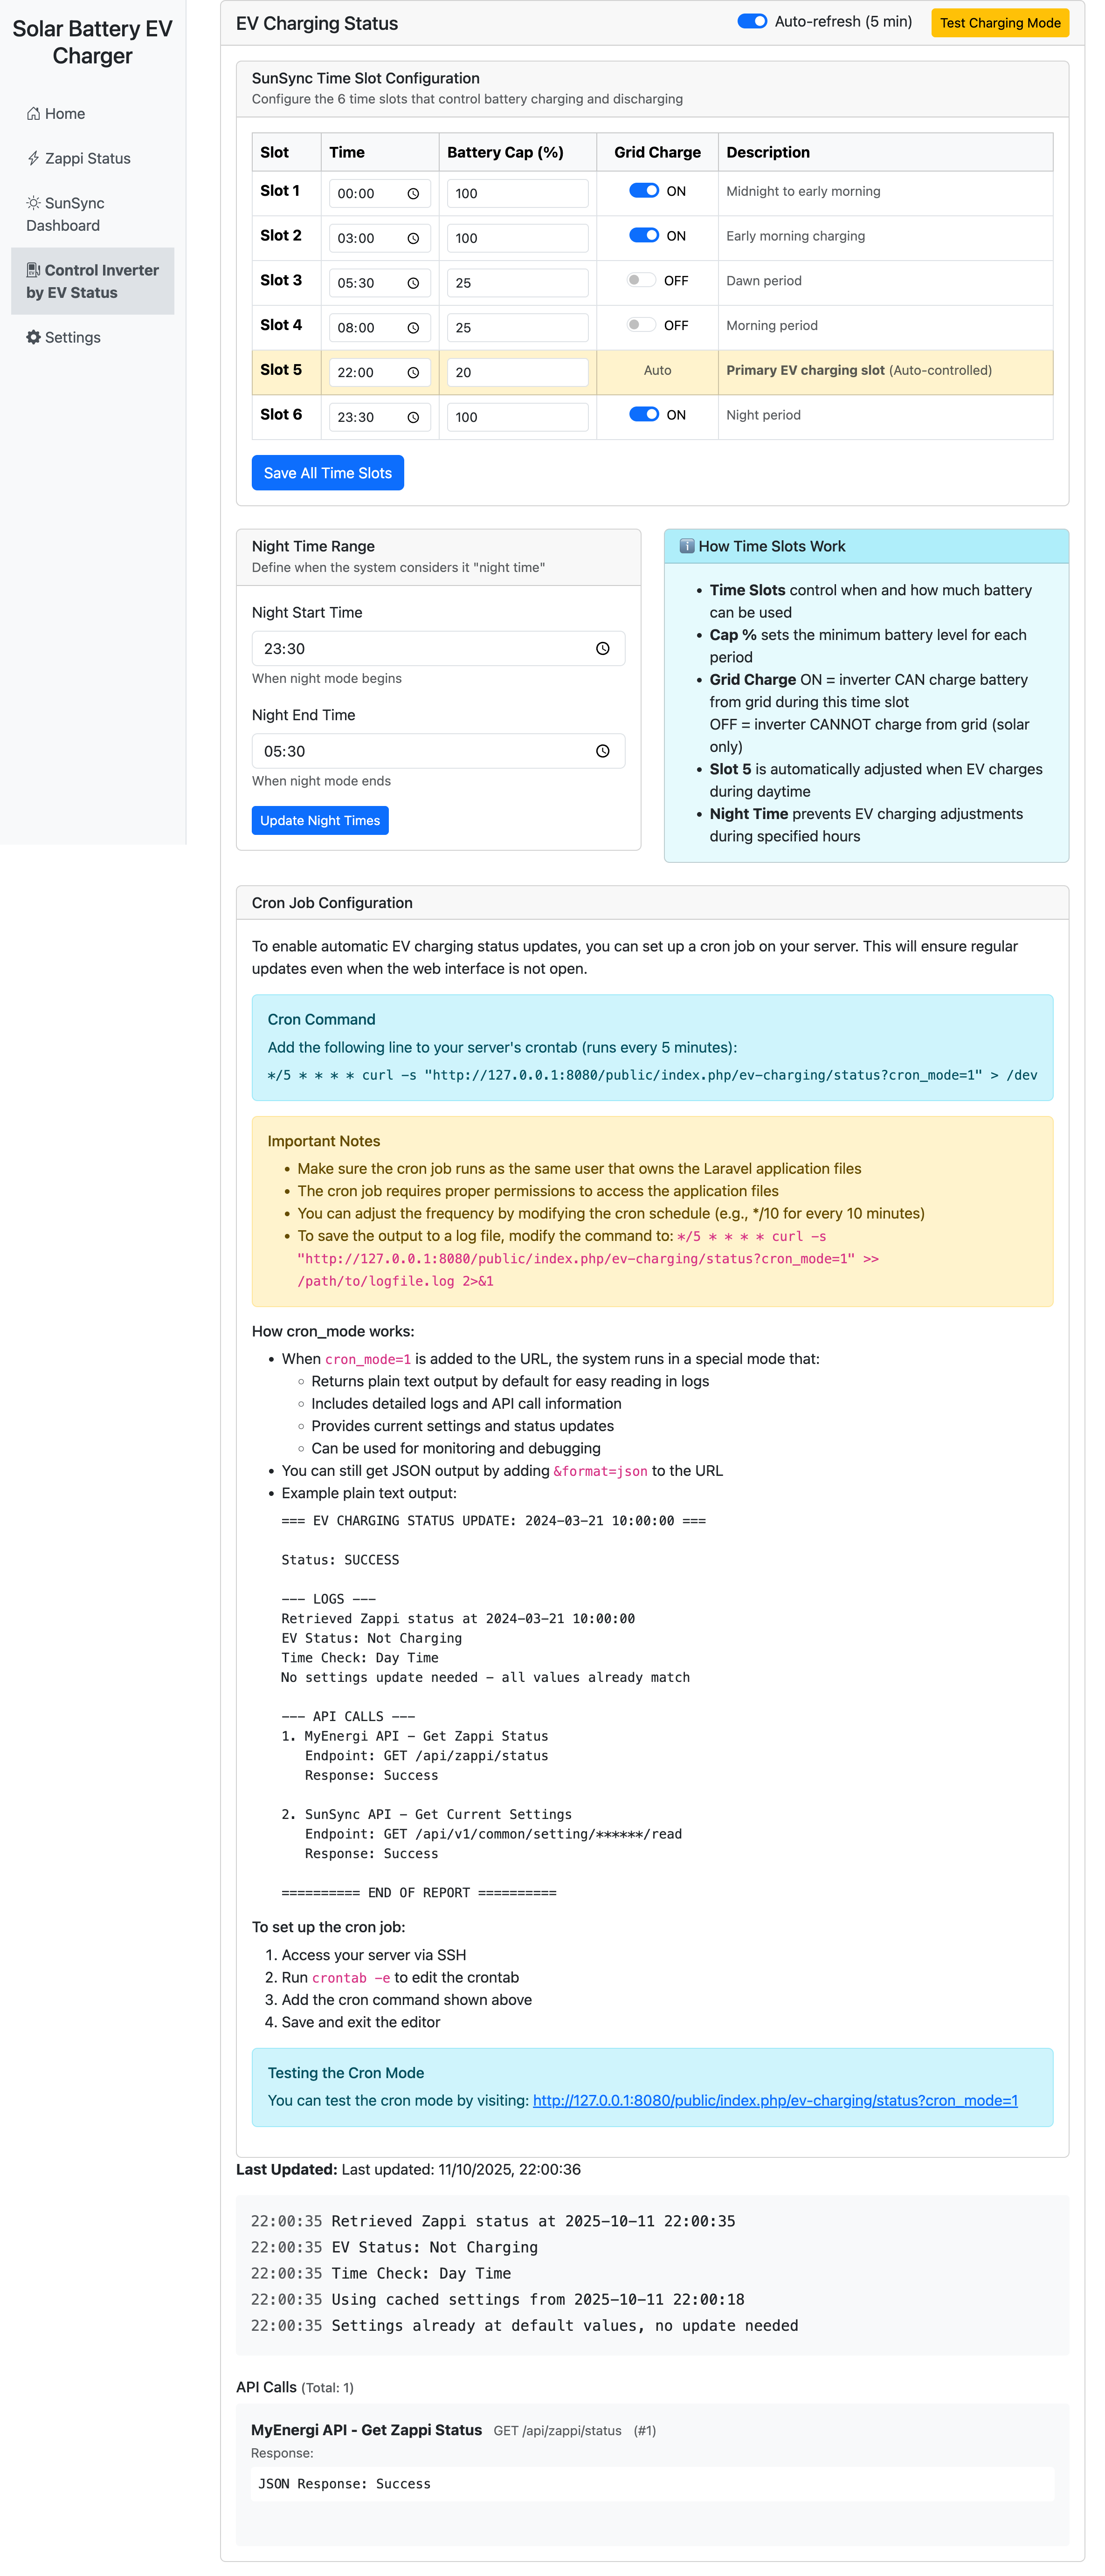 Solar Battery EV
Charger
Home
Zappi Status
SunSync
Dashboard
Control Inverter
by EV Status
Settings
EV Charging Status
Auto-refresh (5 min)
Test Charging Mode
SunSync Time Slot Configuration
Configure the 6 time slots that control battery charging and discharging
Slot Time Battery Cap (%) Grid Charge Description
Slot 1 00:00 100 ON Midnight to early morning
Slot 2 03:00 100 ON Early morning charging
Slot 3 05:30 25 OFF Dawn period
Slot 4 08:00 25 OFF Morning period
Slot 5 22:00 20 Auto Primary EV charging slot (Auto-controlled)
Slot 6 23:30 100 ON Night period
Save All Time Slots
Night Time Range
Define when the system considers it "night time"
Night Start Time
23:30
When night mode begins
Night End Time
05:30
When night mode ends
Update Night Times
How Time Slots Work
• Time Slots control when and how much battery
can be used
• Cap % sets the minimum battery level for each
period
• Grid Charge ON = inverter CAN charge battery
from grid during this time slot
OFF = inverter CANNOT charge from grid (solar
only)
• Slot 5 is automatically adjusted when EV charges
during daytime
• Night Time prevents EV charging adjustments
during specified hours
Cron Job Configuration
To enable automatic EV charging status updates, you can set up a cron job on your server. This will ensure regular
updates even when the web interface is not open.
Cron Command
Add the following line to your server's crontab (runs every 5 minutes):
*/5 * * * * curl -s "http://127.0.0.1:8080/public/index.php/ev-charging/status?cron_mode=1" > /dev
Important Notes
• Make sure the cron job runs as the same user that owns the Laravel application files
• The cron job requires proper permissions to access the application files
• You can adjust the frequency by modifying the cron schedule (e.g., */10 for every 10 minutes)
• To save the output to a log file, modify the command to: */5 * * * * curl -s
"http://127.0.0.1:8080/public/index.php/ev-charging/status?cron_mode=1" >>
/path/to/logfile.log 2>&1
How cron_mode works:
• When cron_mode=1 is added to the URL, the system runs in a special mode that:
◦ Returns plain text output by default for easy reading in logs
◦ Includes detailed logs and API call information
◦ Provides current settings and status updates
◦ Can be used for monitoring and debugging
• You can still get JSON output by adding &format=json to the URL
• Example plain text output:
=== EV CHARGING STATUS UPDATE: 2024-03-21 10:00:00 ===
Status: SUCCESS
--- LOGS ---
Retrieved Zappi status at 2024-03-21 10:00:00
EV Status: Not Charging
Time Check: Day Time
No settings update needed - all values already match
--- API CALLS ---
1. MyEnergi API - Get Zappi Status
Endpoint: GET /api/zappi/status
Response: Success
2. SunSync API - Get Current Settings
Endpoint: GET /api/v1/common/setting/******/read
Response: Success
========== END OF REPORT ==========
To set up the cron job:
1. Access your server via SSH
2. Run crontab -e to edit the crontab
3. Add the cron command shown above
4. Save and exit the editor
Testing the Cron Mode
You can test the cron mode by visiting: http://127.0.0.1:8080/public/index.php/ev-charging/status?cron_mode=1
Last Updated: Last updated: 11/10/2025, 22:00:36
22:00:35 Retrieved Zappi status at 2025-10-11 22:00:35
22:00:35 EV Status: Not Charging
22:00:35 Time Check: Day Time
22:00:35 Using cached settings from 2025-10-11 22:00:18
22:00:35 Settings already at default values, no update needed
API Calls (Total: 1)
MyEnergi API - Get Zappi Status GET /api/zappi/status (#1)
Response:
JSON Response: Success